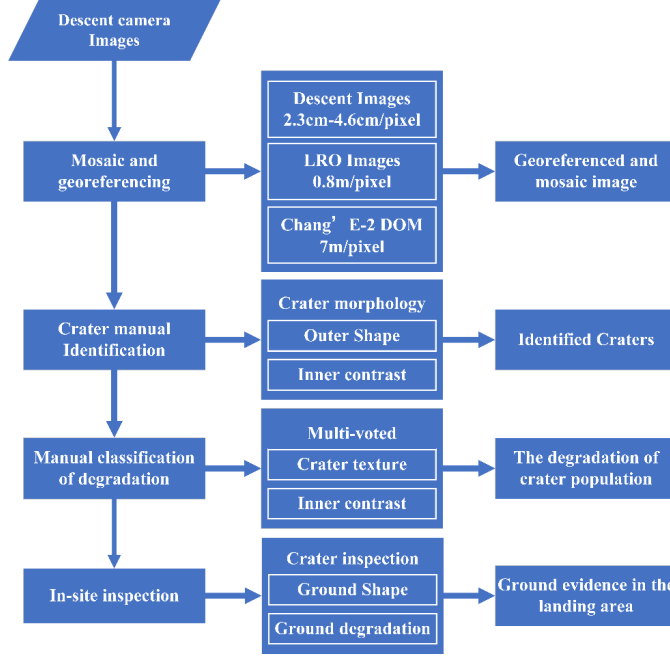 Descent camera
Images
Mosaic and
georeferencing
Descent Images
2.3cm-4.6cm/pixel
LRO Images
0.8m/pixel
Chang’ E-2 DOM
7m/pixel
Georeferenced and
mosaic image
Crater manual
Identification
Crater morphology
Outer Shape
Inner contrast
Identified Craters
Manual classification
of degradation
Multi-voted
Crater texture
Inner contrast
The degradation of
crater population
In-site inspection
Crater inspection
Ground Shape
Ground degradation
Ground evidence in the
landing area